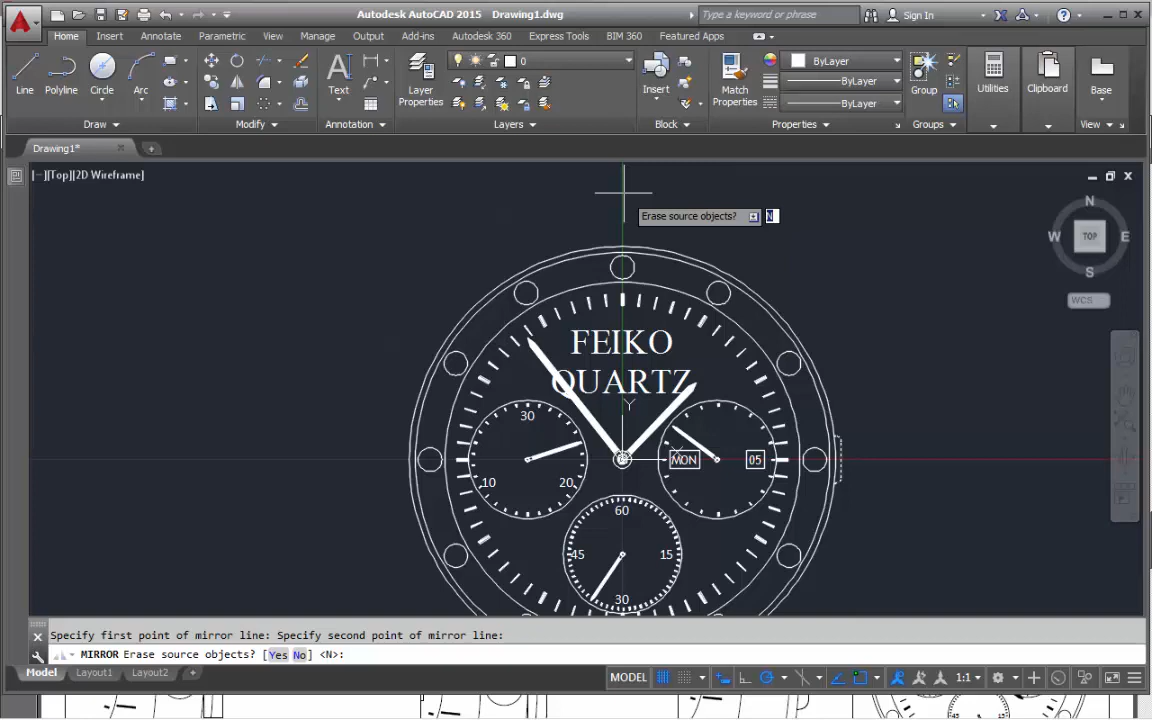 Autodesk AutoCAD 2015 Drawing1.dwg
Type a keyword or phrase
Sign In
Home Insert Annotate Parametric View Manage Output Add-ins Autodesk 360 Express Tools BIM 360 Featured Apps
0
ByLayer
ByLayer
ByLayer
Line Polyline Circle Arc
Text
Layer Properties
Insert
Match Properties
Group
Utilities
Clipboard
Base
Draw Modify Annotation Layers Block Properties Groups View
Drawing1*
[−][Top][2D Wireframe]
N
W TOP E
S
WCS
Erase source objects? N
FEIKO
QUARTZ
Y
30
10 20
X
MON 05
60
45 15
30
Specify first point of mirror line: Specify second point of mirror line:
MIRROR Erase source objects? [Yes No] <N>:
Model Layout1 Layout2
MODEL
1:1
45 15